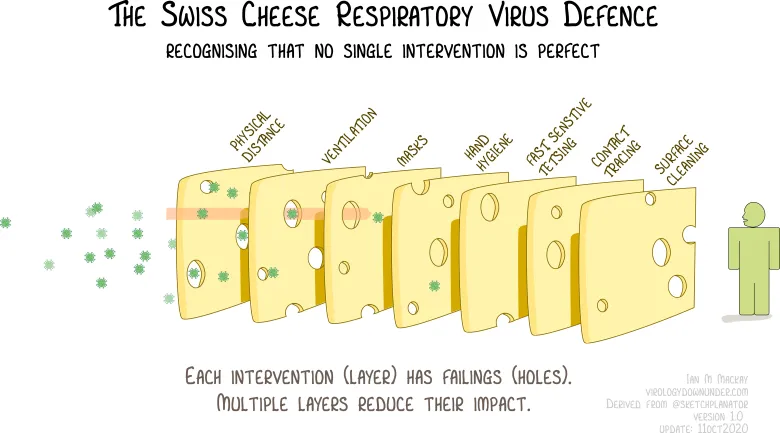 The Swiss Cheese Respiratory Virus Defence
recognising that no single intervention is perfect
Physical
distance
Ventilation
Masks
Hand
hygiene
Fast sensitive
tetsing
Contact
tracing
Surface
cleaning
Each intervention (layer) has failings (holes).
Multiple layers reduce their impact.
Ian M Mackay
virologydownunder.com
Derived from @sketchplanator
version 1.0
update: 11oct2020